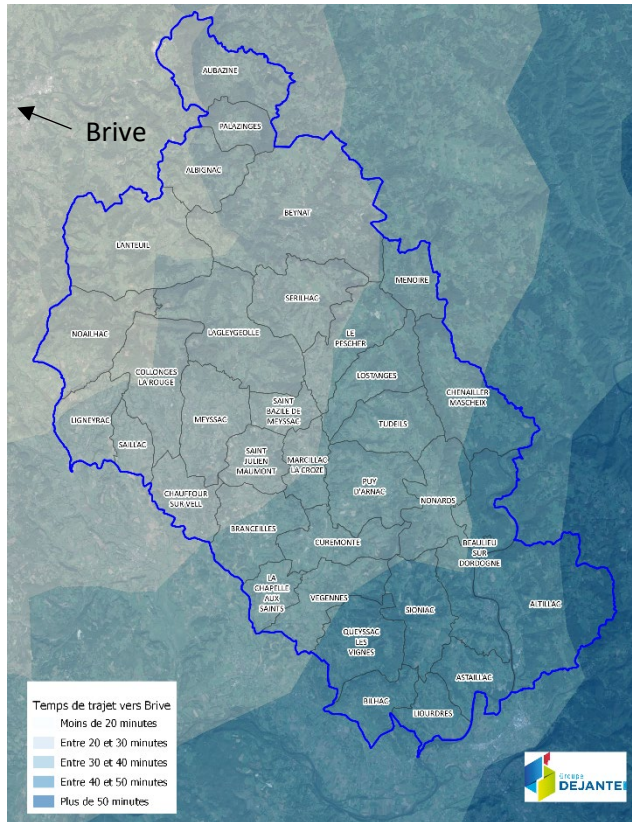 AUBAZINE
Brive
PALAZINGES
ALBIGNAC
BEYNAT
LANTEUIL
MENOIRE
SERILHAC
NOAILHAC
LAGLEYGEOLLE
LE
PESCHER
COLLONGES
LA ROUGE
LOSTANGES
CHENAILLER
MASCHEIX
SAINT
BAZILE DE
MEYSSAC
LIGNEYRAC
MEYSSAC
TUDEILS
SAILLAC
SAINT
JULIEN
MAUMONT
MARCILLAC
LA CROZE
PUY
D'ARNAC
CHAUFFOUR
SUR VELL
NONARDS
BRANCEILLES
CUREMONTE
BEAULIEU
SUR
DORDOGNE
LA
CHAPELLE
AUX
SAINTS
VEGENNES
SIONIAC
ALTILLAC
QUEYSSAC
LES
VIGNES
ASTAILLAC
BILHAC
LIOURDRES
Temps de trajet vers Brive
Moins de 20 minutes
Entre 20 et 30 minutes
Entre 30 et 40 minutes
Entre 40 et 50 minutes
Plus de 50 minutes
Groupe
DEJANTE